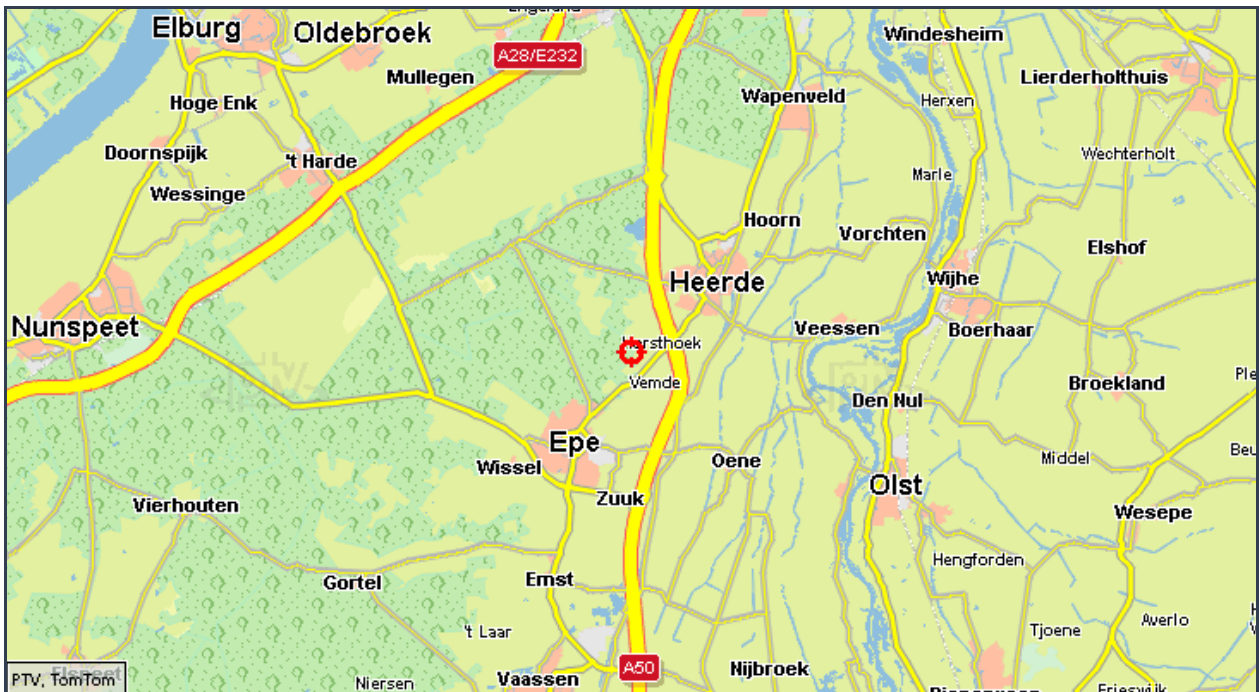 Elburg
Oldebroek
Windesheim
A28/E232
Mullegen
Lierderholthuis
Hoge Enk
Wapenveld
Herxen
Doornspijk
't Harde
Wechterholt
Wessinge
Marle
Hoorn
Vorchten
Elshof
Heerde
Wijhe
Nunspeet
Veessen
Boerhaar
Horsthoek
Vemde
Broekland
Den Nul
Epe
Wissel
Oene
Middel
Olst
Zuuk
Vierhouten
Wesepe
Hengforden
Gortel
Emst
't Laar
Tjoene
Averlo
A50
Nijbroek
PTV, TomTom
Vaassen
Niersen